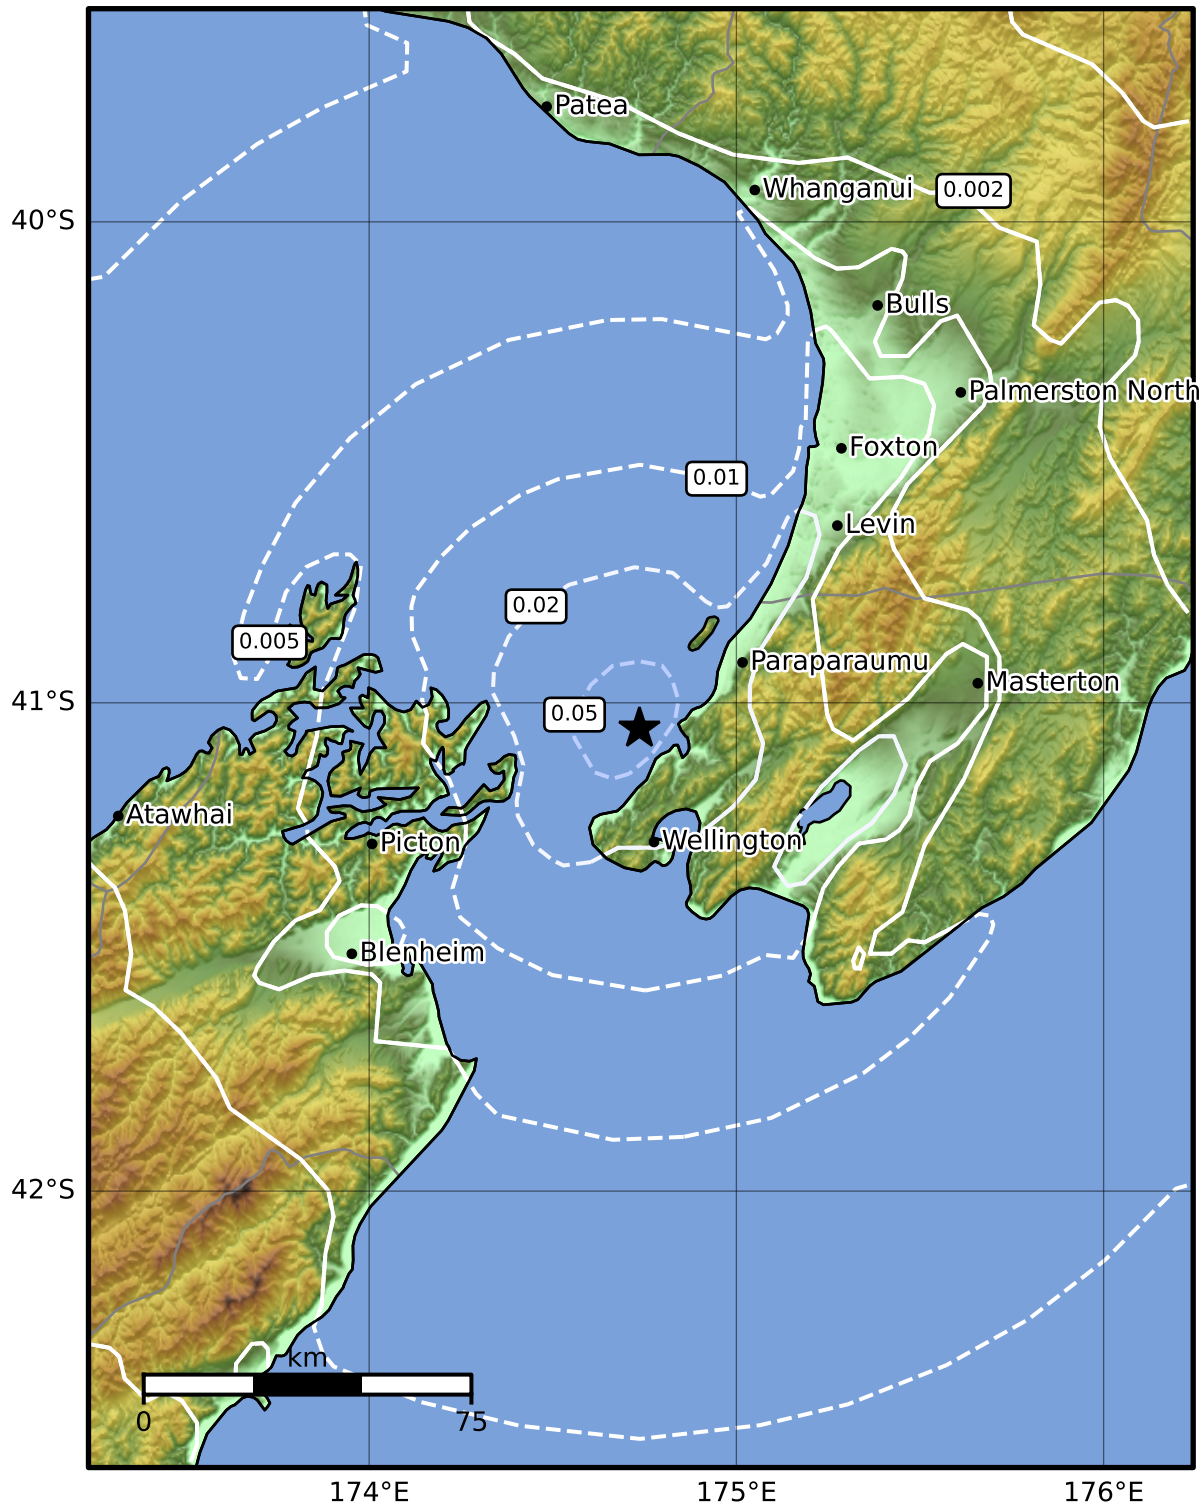 Patea
Whanganui
0.002
40°S
Bulls
Palmerston North
Foxton
0.01
Levin
0.02
0.005
Paraparaumu
Masterton
41°S
0.05
Atawhai
Picton
Wellington
Blenheim
42°S
km
0 75
174°E 175°E 176°E